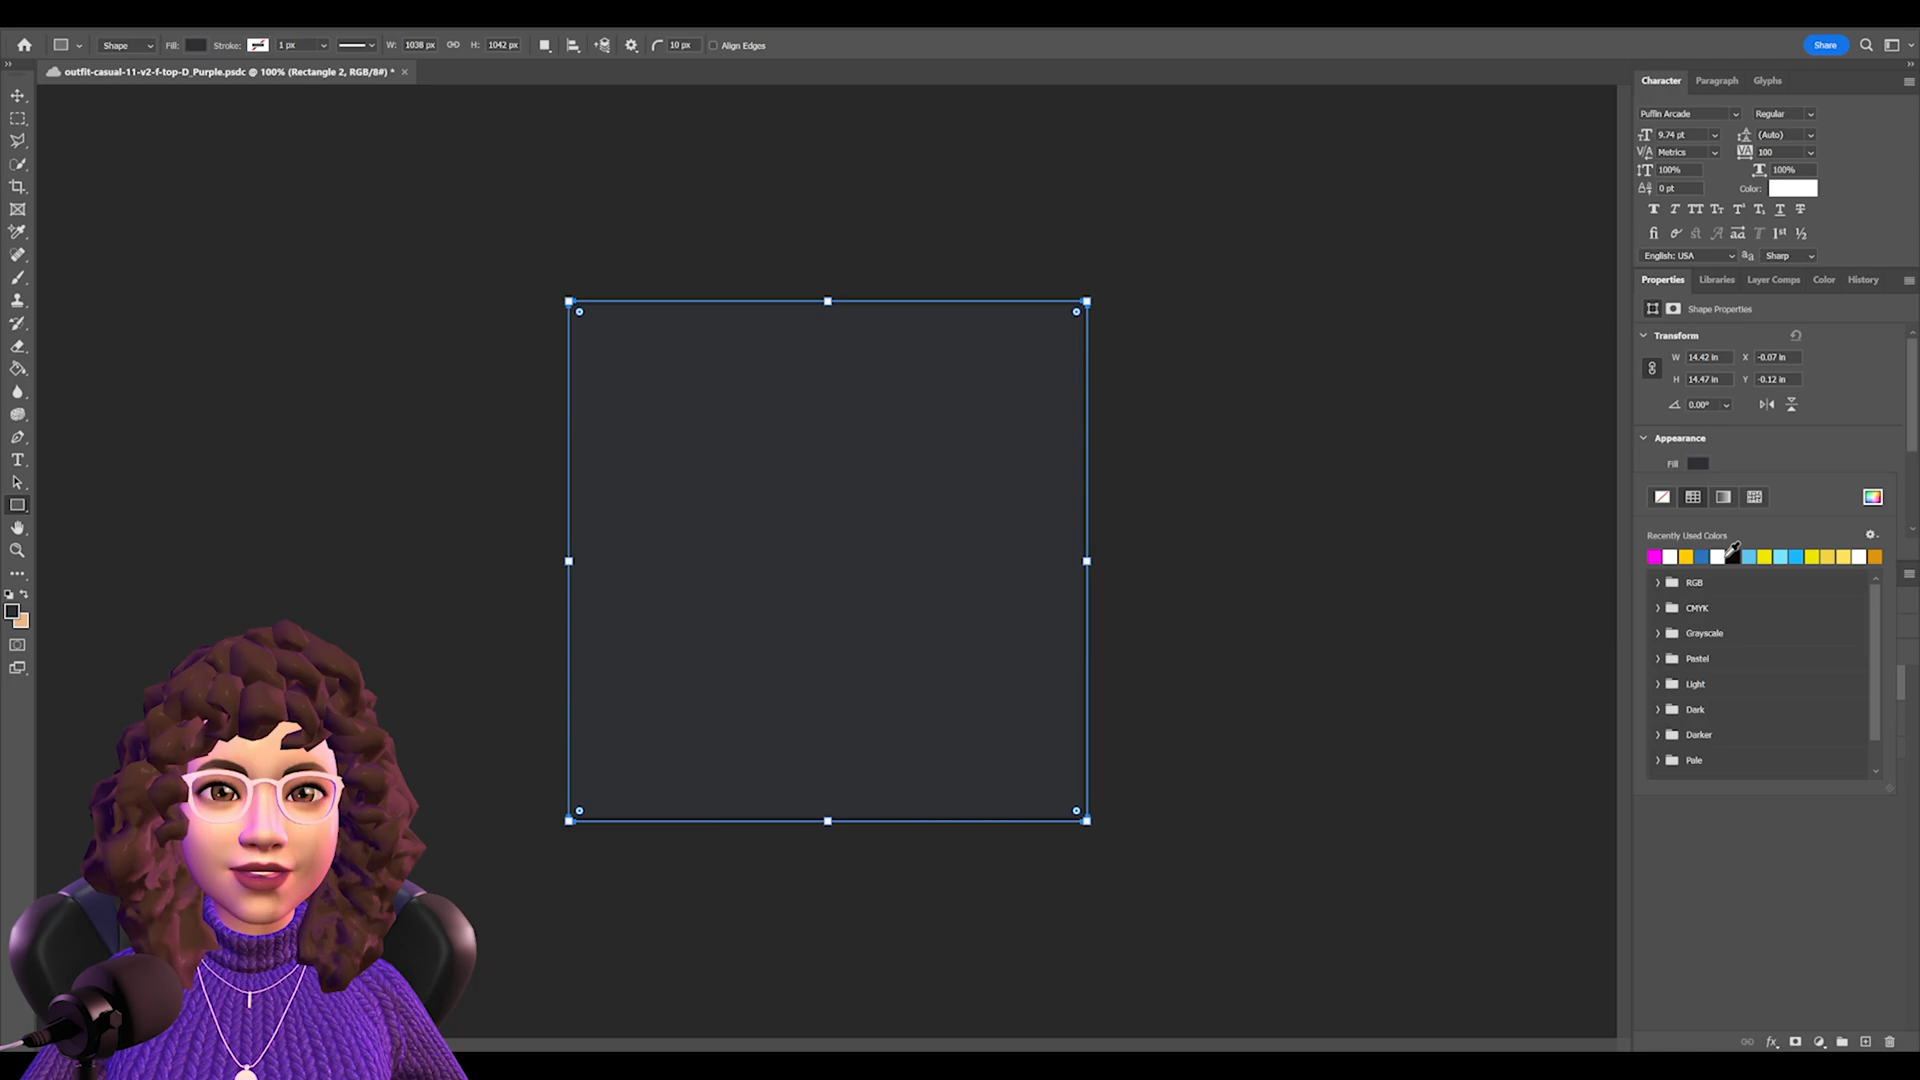 Shape Fill: Stroke: 1 px W: 1038 px H: 1042 px 10 px Align Edges Share
outfit-casual-11-v2-f-top-D_Purple.psdc @ 100% (Rectangle 2, RGB/8#) * ×
Character Paragraph Glyphs
Puffin Arcade Regular
9.74 pt (Auto)
Metrics 100
100% 100%
0 pt Color:
English: USA Sharp
Properties Libraries Layer Comps Color History
Shape Properties
Transform
W 14.42 in X -0.07 in
H 14.47 in Y -0.12 in
0.00°
Appearance
Fill
Recently Used Colors
RGB
CMYK
Grayscale
Pastel
Light
Dark
Darker
Pale